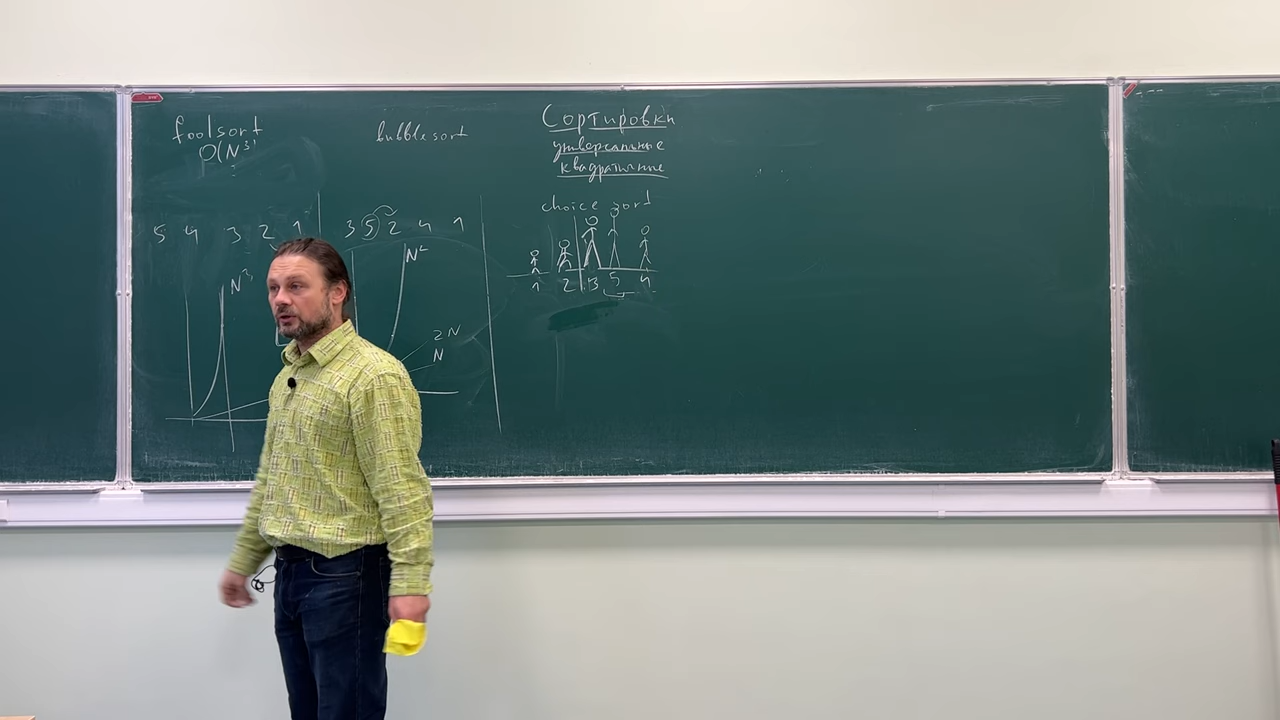 foolsort
O(N³)
bubblesort
Сортировки
универсальные
квадратичные
choice sort
5 4 3 2 1
3 5 2 4 1
N³
N²
2N
N
1 2 3 5 4